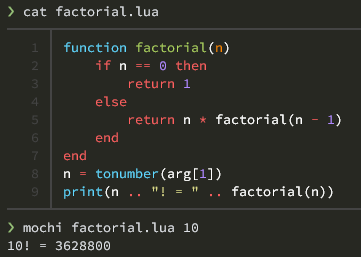 ❯ cat factorial.lua
1 function factorial(n)
2     if n == 0 then
3         return 1
4     else
5         return n * factorial(n - 1)
6     end
7 end
8 n = tonumber(arg[1])
9 print(n .. "! = " .. factorial(n))
❯ mochi factorial.lua 10
10! = 3628800